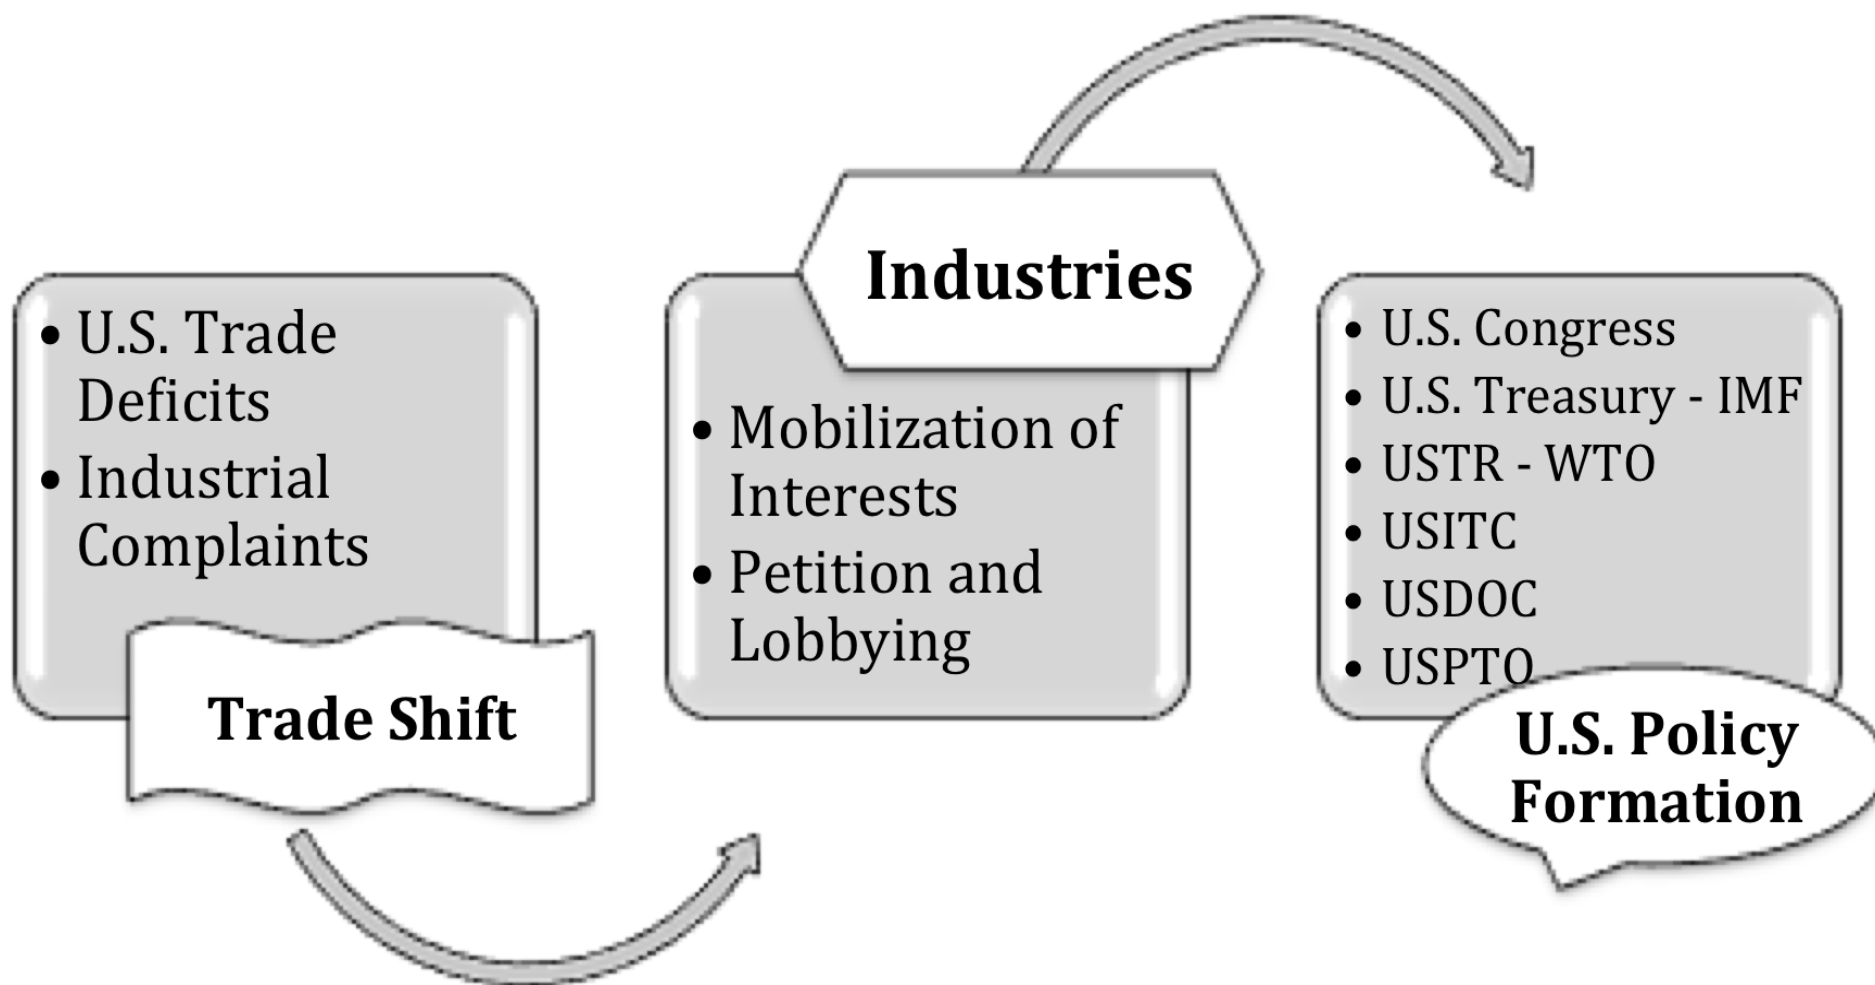 • U.S. Trade
Deficits
• Industrial
Complaints
Trade Shift
Industries
• Mobilization of
Interests
• Petition and
Lobbying
• U.S. Congress
• U.S. Treasury - IMF
• USTR - WTO
• USITC
• USDOC
• USPTO
U.S. Policy
Formation